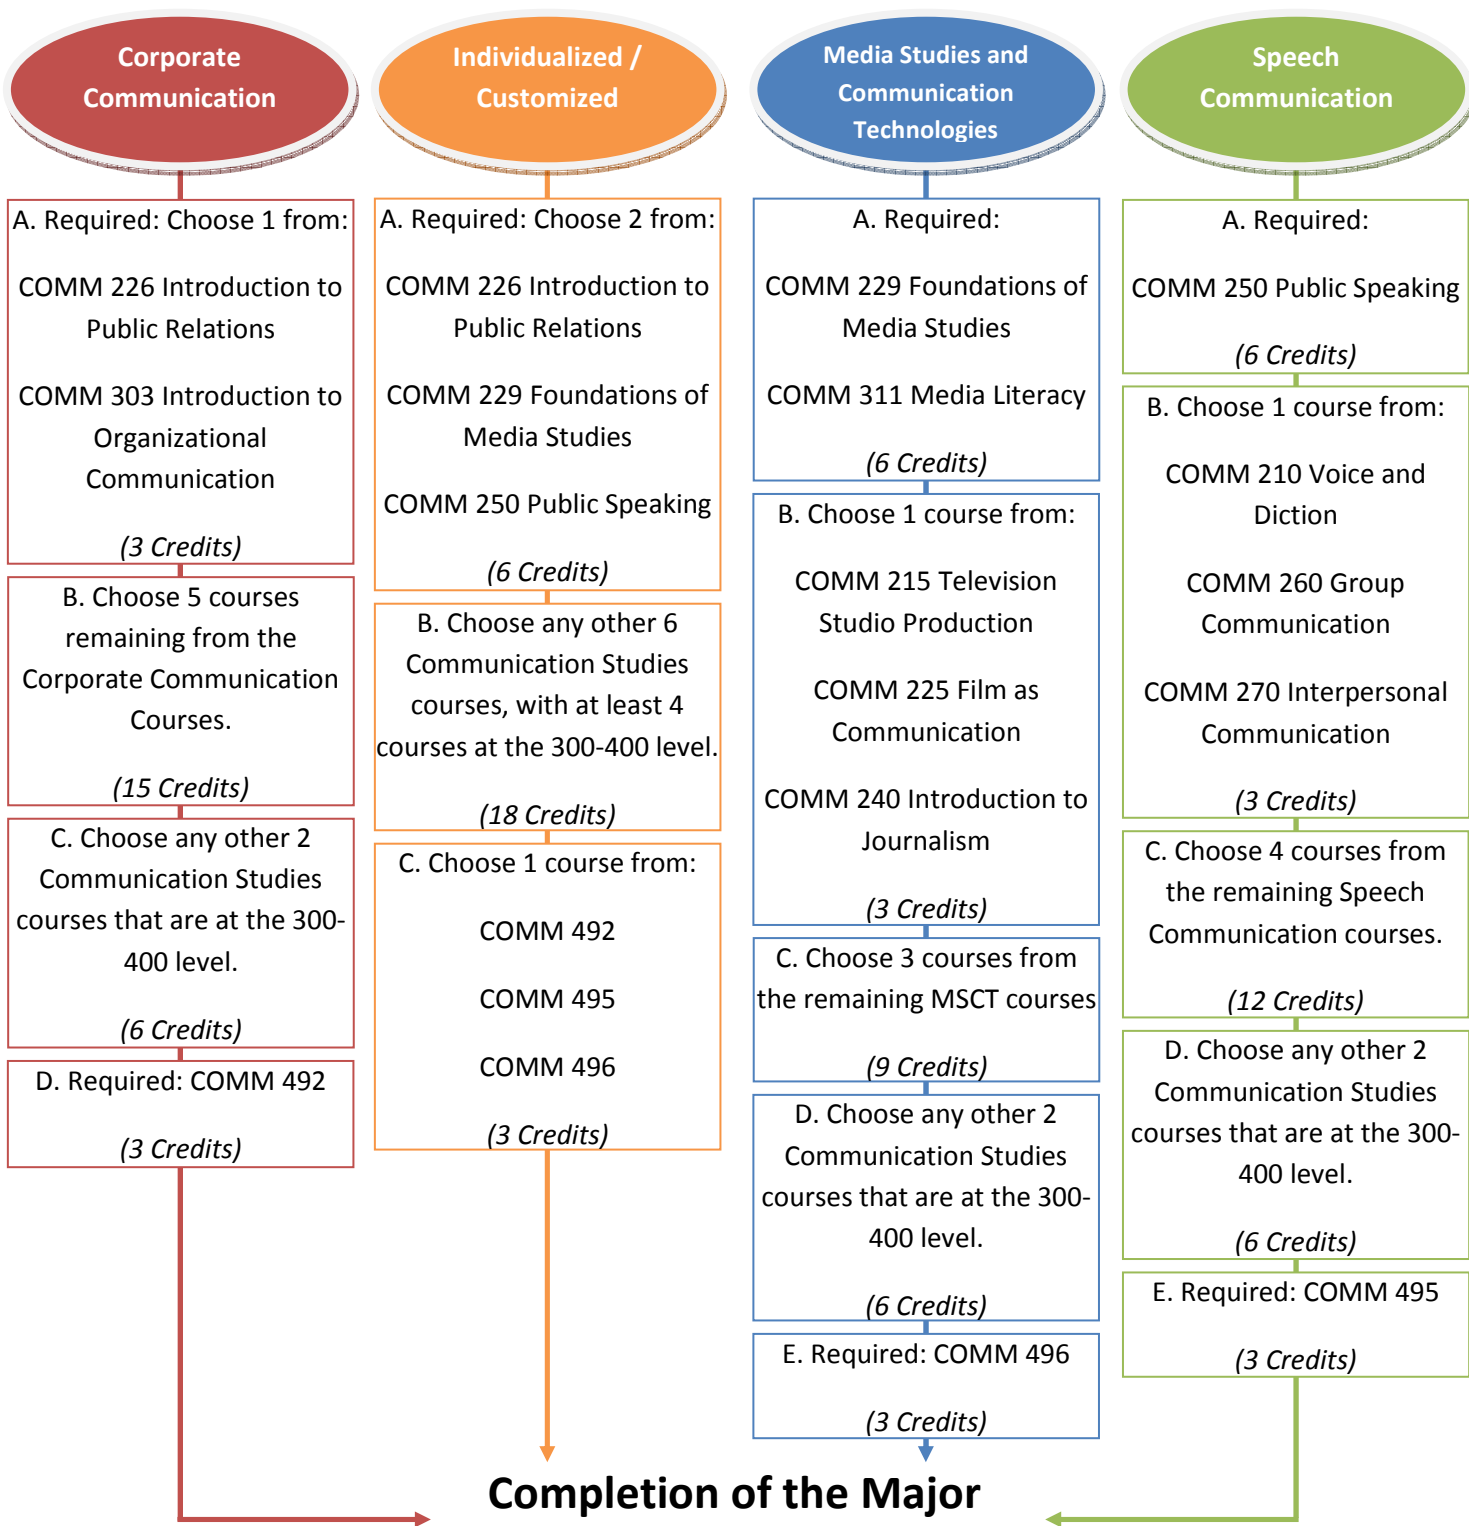 Corporate
Communication
A. Required: Choose 1 from:
COMM 226 Introduction to
Public Relations
COMM 303 Introduction to
Organizational
Communication
(3 Credits)
B. Choose 5 courses
remaining from the
Corporate Communication
Courses.
(15 Credits)
C. Choose any other 2
Communication Studies
courses that are at the 300-
400 level.
(6 Credits)
D. Required: COMM 492
(3 Credits)
Individualized /
Customized
A. Required: Choose 2 from:
COMM 226 Introduction to
Public Relations
COMM 229 Foundations of
Media Studies
COMM 250 Public Speaking
(6 Credits)
B. Choose any other 6
Communication Studies
courses, with at least 4
courses at the 300-400 level.
(18 Credits)
C. Choose 1 course from:
COMM 492
COMM 495
COMM 496
(3 Credits)
Media Studies and
Communication
Technologies
A. Required:
COMM 229 Foundations of
Media Studies
COMM 311 Media Literacy
(6 Credits)
B. Choose 1 course from:
COMM 215 Television
Studio Production
COMM 225 Film as
Communication
COMM 240 Introduction to
Journalism
(3 Credits)
C. Choose 3 courses from
the remaining MSCT courses
(9 Credits)
D. Choose any other 2
Communication Studies
courses that are at the 300-
400 level.
(6 Credits)
E. Required: COMM 496
(3 Credits)
Speech
Communication
A. Required:
COMM 250 Public Speaking
(6 Credits)
B. Choose 1 course from:
COMM 210 Voice and
Diction
COMM 260 Group
Communication
COMM 270 Interpersonal
Communication
(3 Credits)
C. Choose 4 courses from
the remaining Speech
Communication courses.
(12 Credits)
D. Choose any other 2
Communication Studies
courses that are at the 300-
400 level.
(6 Credits)
E. Required: COMM 495
(3 Credits)
Completion of the Major